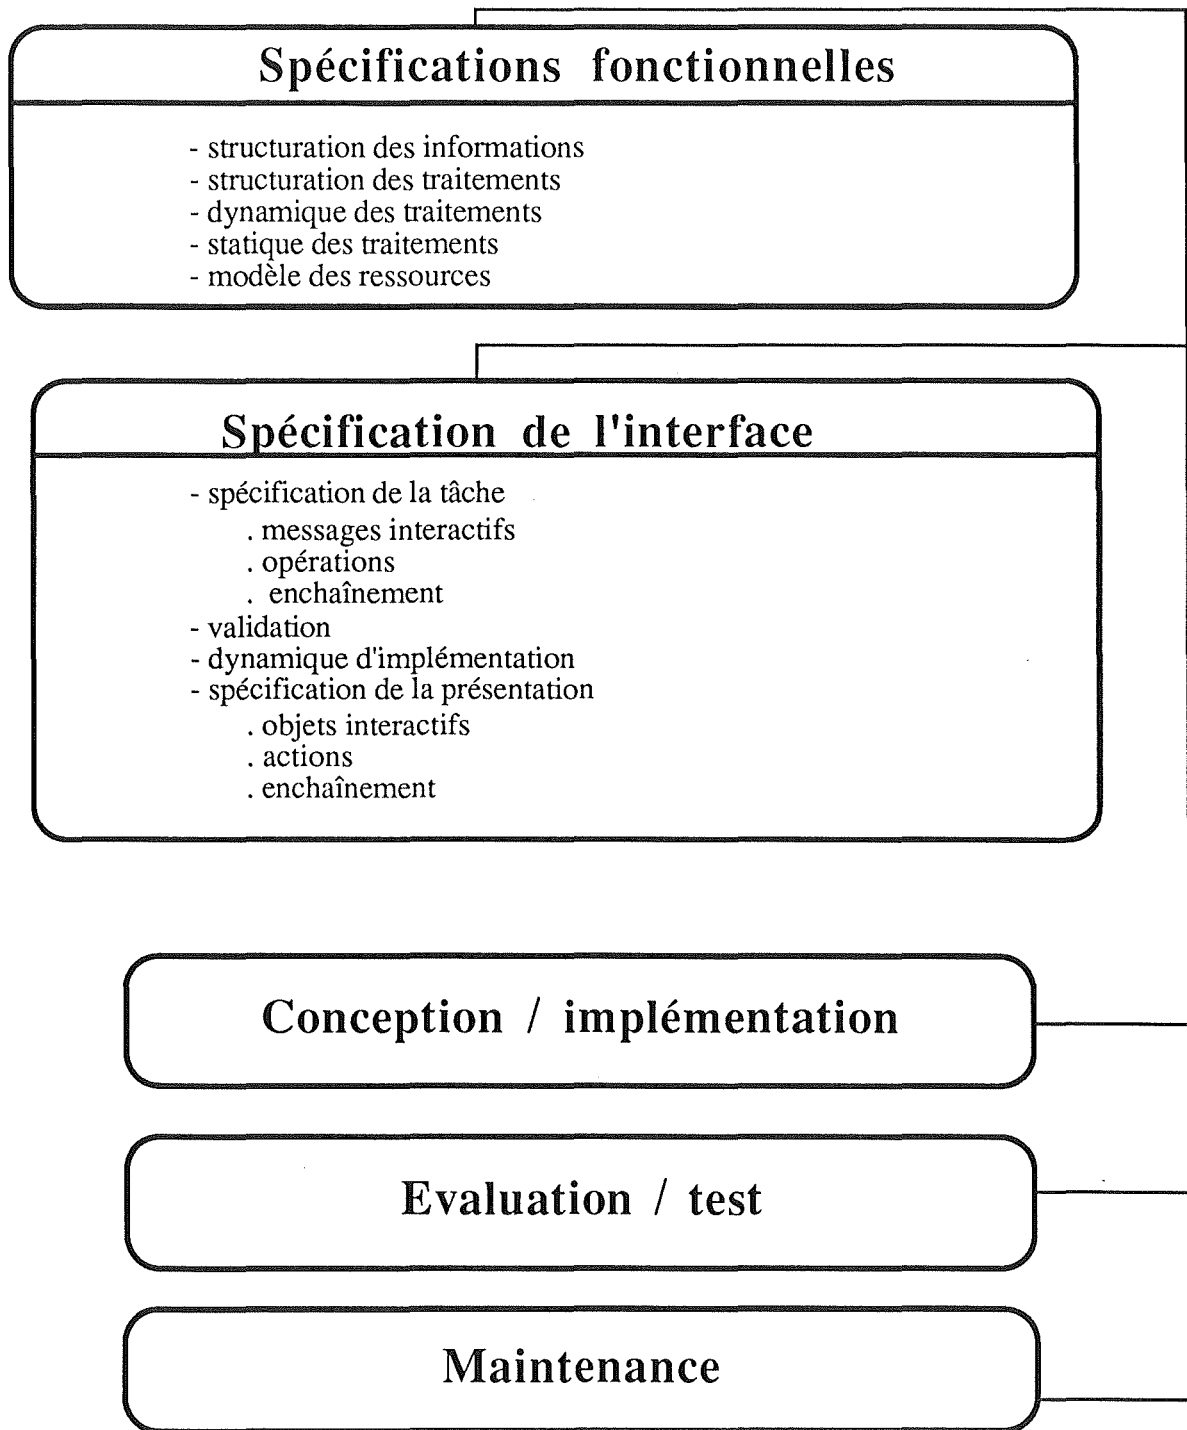 Spécifications fonctionnelles
- structuration des informations
- structuration des traitements
- dynamique des traitements
- statique des traitements
- modèle des ressources
Spécification de l'interface
- spécification de la tâche
. messages interactifs
. opérations
. enchaînement
- validation
- dynamique d'implémentation
- spécification de la présentation
. objets interactifs
. actions
. enchaînement
Conception / implémentation
Evaluation / test
Maintenance